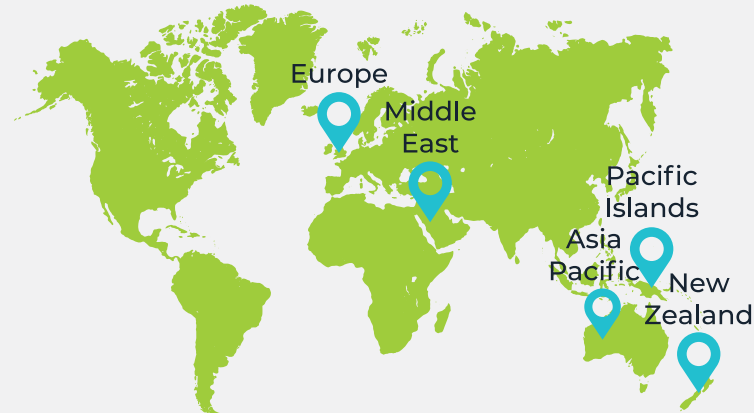 Europe
Middle
East
Pacific
Islands
Asia
Pacific
New
Zealand